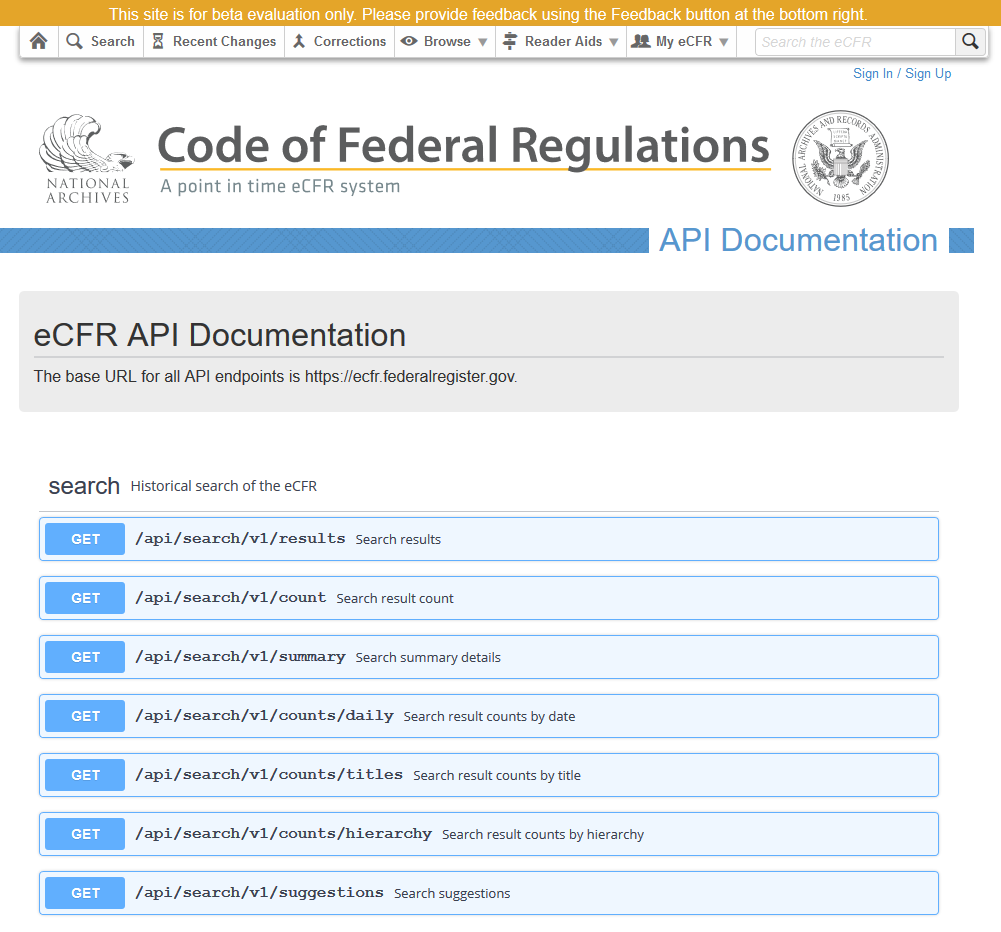 This site is for beta evaluation only. Please provide feedback using the Feedback button at the bottom right.
Search Recent Changes Corrections Browse Reader Aids My eCFR Search the eCFR
Sign In / Sign Up
NATIONAL
ARCHIVES
Code of Federal Regulations
A point in time eCFR system
NATIONAL ARCHIVES AND RECORDS ADMINISTRATION
1985
API Documentation
eCFR API Documentation
The base URL for all API endpoints is https://ecfr.federalregister.gov.
search Historical search of the eCFR
GET /api/search/v1/results Search results
GET /api/search/v1/count Search result count
GET /api/search/v1/summary Search summary details
GET /api/search/v1/counts/daily Search result counts by date
GET /api/search/v1/counts/titles Search result counts by title
GET /api/search/v1/counts/hierarchy Search result counts by hierarchy
GET /api/search/v1/suggestions Search suggestions